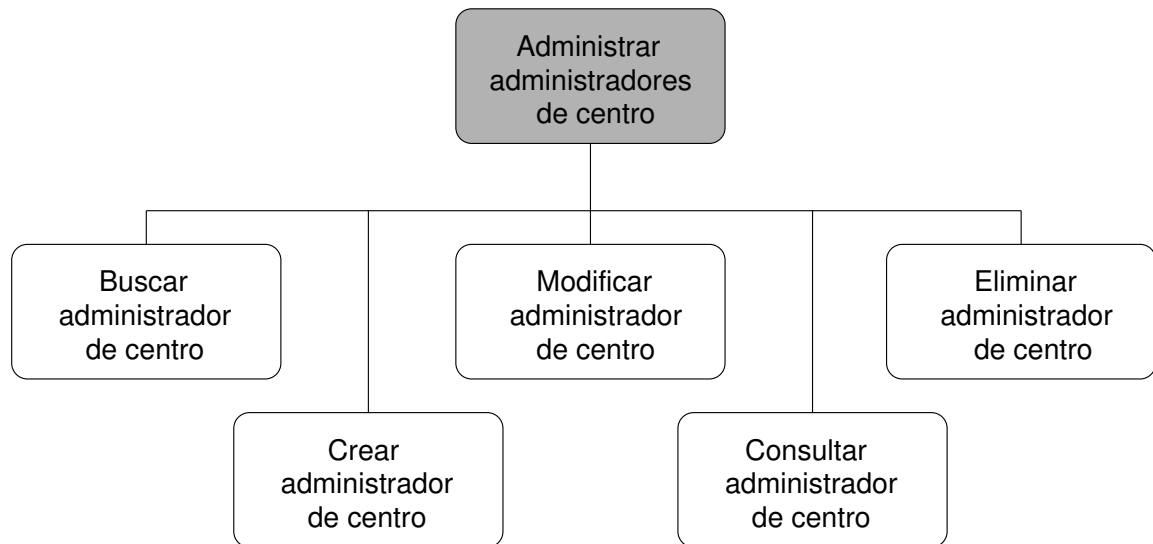 Administrar
administradores
de centro
Buscar
administrador
de centro
Modificar
administrador
de centro
Eliminar
administrador
de centro
Crear
administrador
de centro
Consultar
administrador
de centro